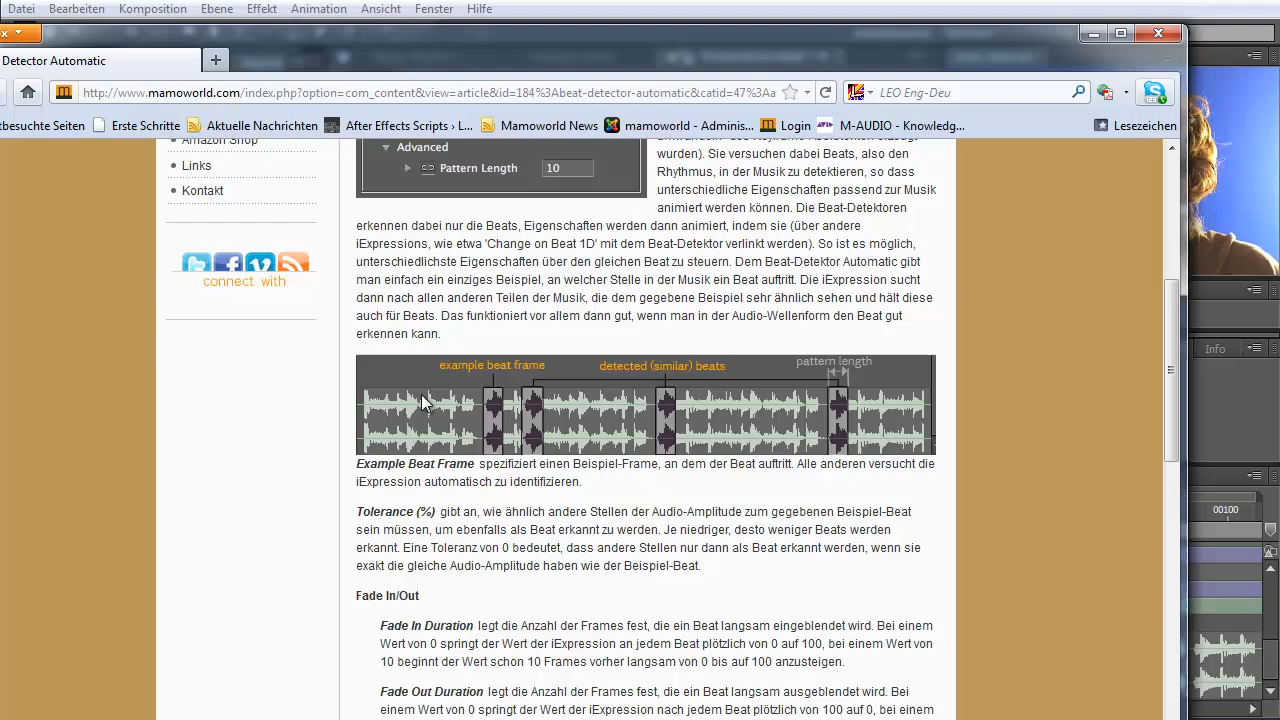 Datei Bearbeiten Komposition Ebene Effekt Animation Ansicht Fenster Hilfe
Detector Automatic
http://www.mamoworld.com/index.php?option=com_content&view=article&id=184%3Abeat-detector-automatic&catid=47%3Aa
LEO Eng-Deu
stbesuchte Seiten Erste Schritte Aktuelle Nachrichten After Effects Scripts › L... Mamoworld News mamoworld - Adminis... Login M-AUDIO - Knowledg... Lesezeichen
Amazon Shop
Links
Kontakt
connect with
Advanced
Pattern Length 10
wurden). Sie versuchen dabei Beats, also den
Rhythmus, in der Musik zu detektieren, so dass
unterschiedliche Eigenschaften passend zur Musik
animiert werden können. Die Beat-Detektoren
erkennen dabei nur die Beats, Eigenschaften werden dann animiert, indem sie (über andere
iExpressions, wie etwa 'Change on Beat 1D' mit dem Beat-Detektor verlinkt werden). So ist es möglich,
unterschiedlichste Eigenschaften über den gleichen Beat zu steuern. Dem Beat-Detektor Automatic gibt
man einfach ein einziges Beispiel, an welcher Stelle in der Musik ein Beat auftritt. Die iExpression sucht
dann nach allen anderen Teilen der Musik, die dem gegebene Beispiel sehr ähnlich sehen und hält diese
auch für Beats. Das funktioniert vor allem dann gut, wenn man in der Audio-Wellenform den Beat gut
erkennen kann.
example beat frame detected (similar) beats pattern length
Example Beat Frame spezifiziert einen Beispiel-Frame, an dem der Beat auftritt. Alle anderen versucht die
iExpression automatisch zu identifizieren.
Tolerance (%) gibt an, wie ähnlich andere Stellen der Audio-Amplitude zum gegebenen Beispiel-Beat
sein müssen, um ebenfalls als Beat erkannt zu werden. Je niedriger, desto weniger Beats werden
erkannt. Eine Toleranz von 0 bedeutet, dass andere Stellen nur dann als Beat erkannt werden, wenn sie
exakt die gleiche Audio-Amplitude haben wie der Beispiel-Beat.
Fade In/Out
Fade In Duration legt die Anzahl der Frames fest, die ein Beat langsam eingeblendet wird. Bei einem
Wert von 0 springt der Wert der iExpression an jedem Beat plötzlich von 0 auf 100, bei einem Wert von
10 beginnt der Wert schon 10 Frames vorher langsam von 0 bis auf 100 anzusteigen.
Fade Out Duration legt die Anzahl der Frames fest, die ein Beat langsam ausgeblendet wird. Bei
einem Wert von 0 springt der Wert der iExpression nach jedem Beat plötzlich von 100 auf 0, bei einem
Info
00100